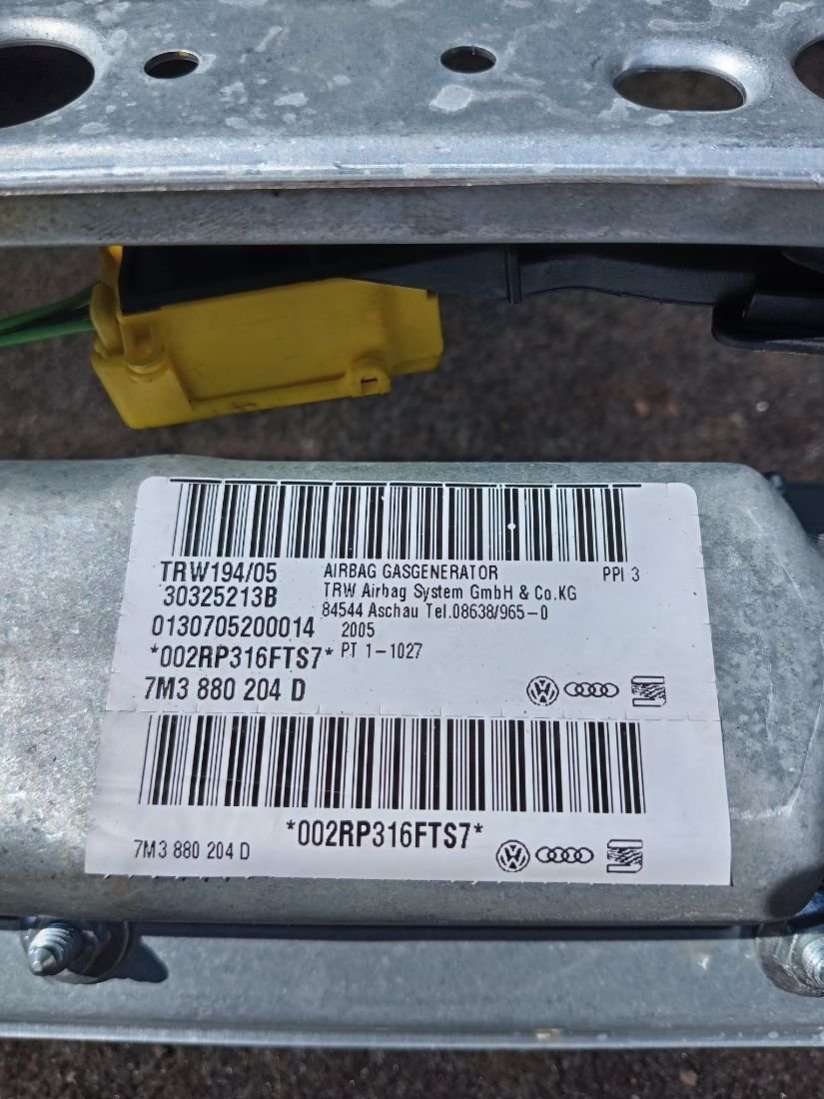 TRW194/05
30325213B
0130705200014
*002RP316FTS7*
7M3 880 204 D
AIRBAG GASGENERATOR PPI 3
TRW Airbag System GmbH & Co.KG
84544 Aschau Tel.08638/965-0
2005
PT 1-1027
*002RP316FTS7*
7M3 880 204 D